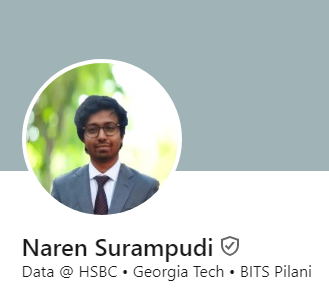 Naren Surampudi
Data @ HSBC • Georgia Tech • BITS Pilani